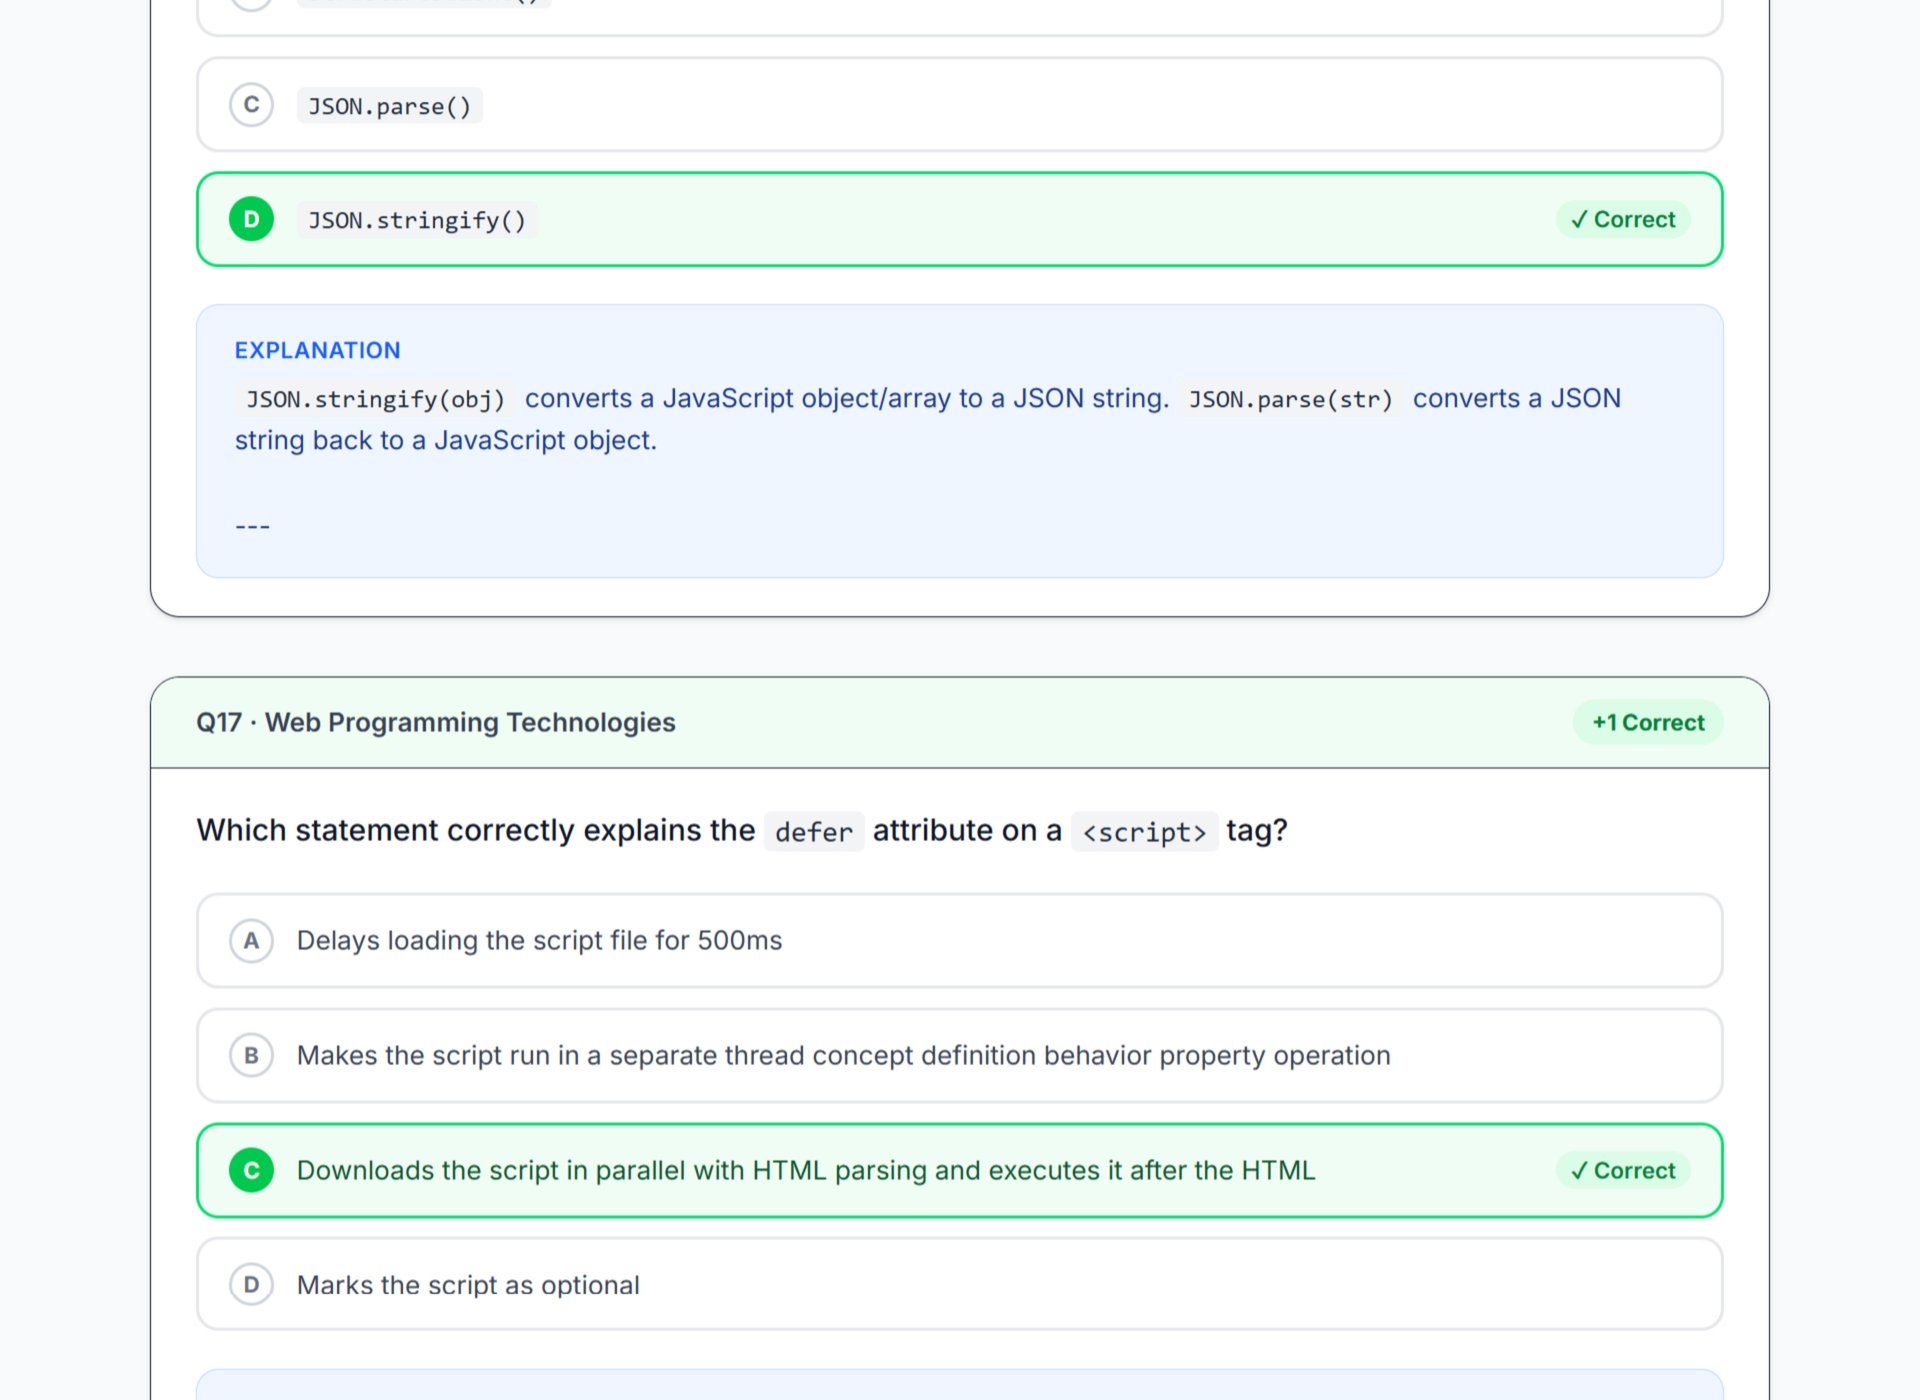 C JSON.parse()
D JSON.stringify() ✓ Correct
EXPLANATION
JSON.stringify(obj) converts a JavaScript object/array to a JSON string. JSON.parse(str) converts a JSON
string back to a JavaScript object.
---
Q17 · Web Programming Technologies +1 Correct
Which statement correctly explains the defer attribute on a <script> tag?
A Delays loading the script file for 500ms
B Makes the script run in a separate thread concept definition behavior property operation
C Downloads the script in parallel with HTML parsing and executes it after the HTML ✓ Correct
D Marks the script as optional